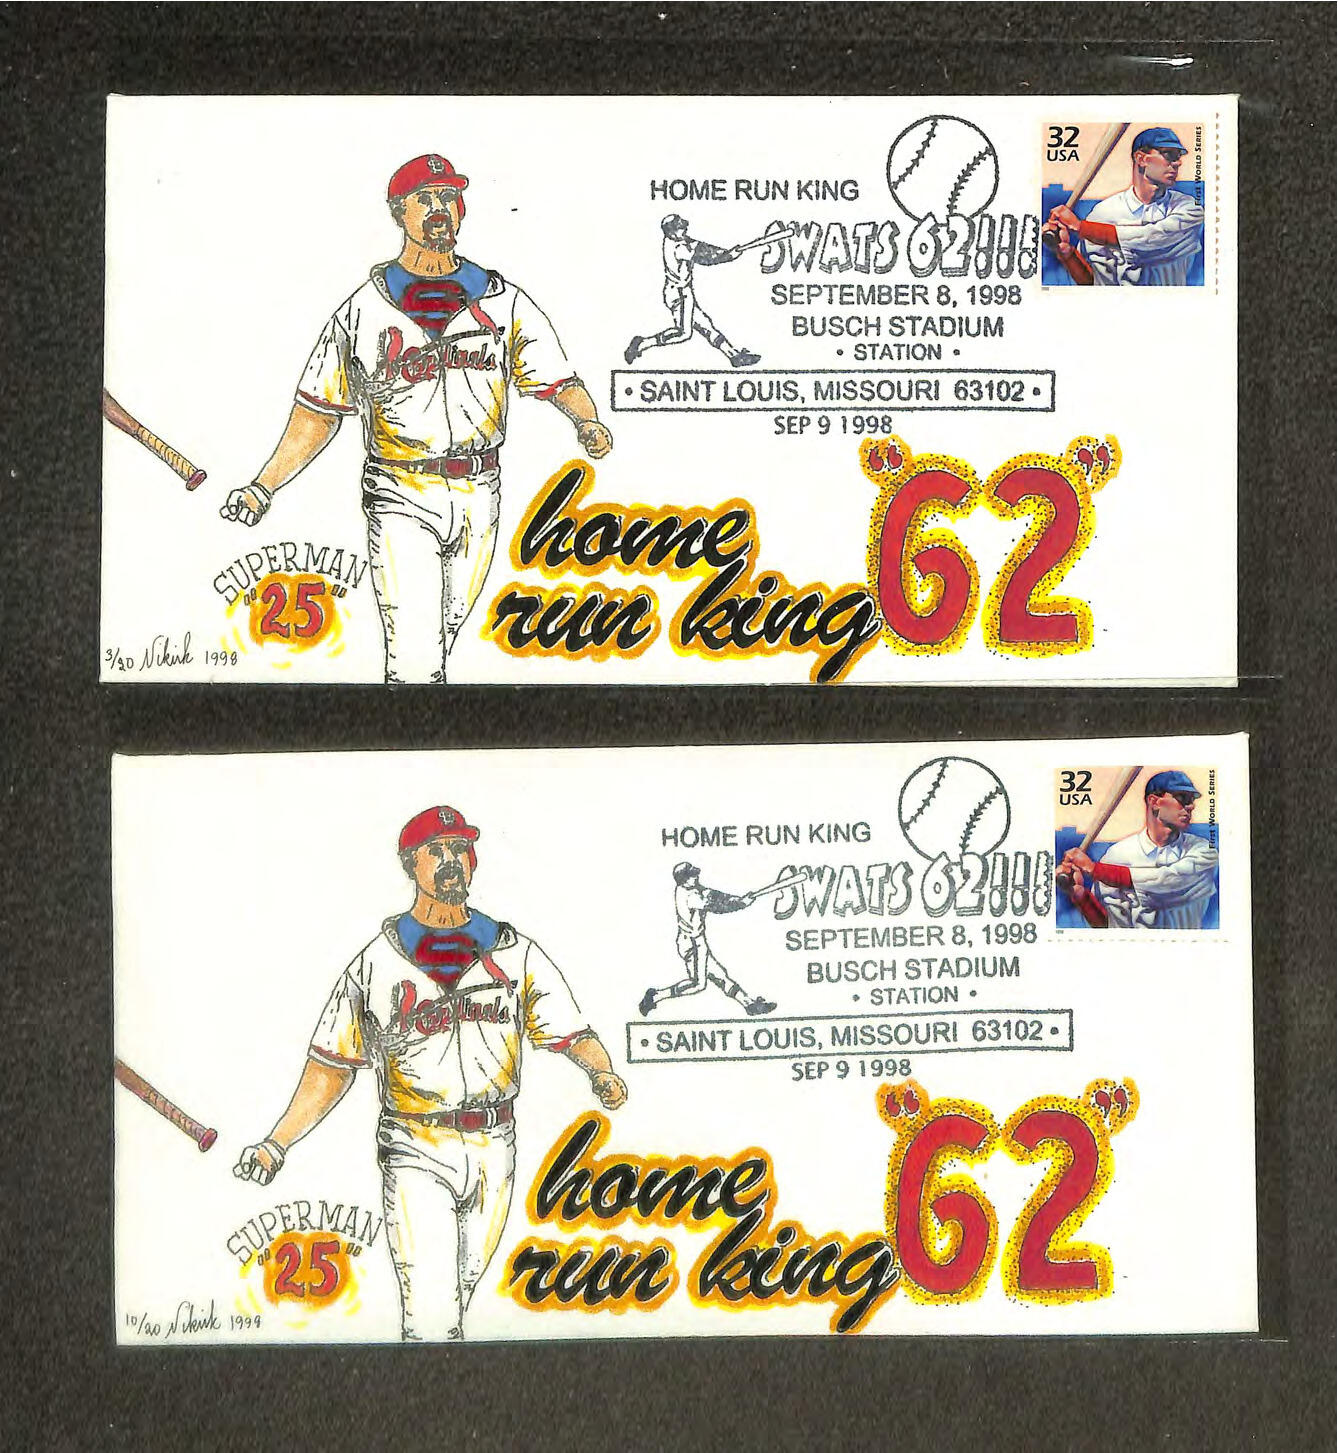 32
USA
First World Series
HOME RUN KING
SWATS 62!!!
SEPTEMBER 8, 1998
BUSCH STADIUM
• STATION •
• SAINT LOUIS, MISSOURI 63102 •
SEP 9 1998
Cardinals
"62"
home
run king
SUPERMAN
"25"
3/20 Nikirk 1998
32
USA
First World Series
HOME RUN KING
SWATS 62!!!
SEPTEMBER 8, 1998
BUSCH STADIUM
• STATION •
• SAINT LOUIS, MISSOURI 63102 •
SEP 9 1998
Cardinals
"62"
home
run king
SUPERMAN
"25"
10/20 Nikirk 1998